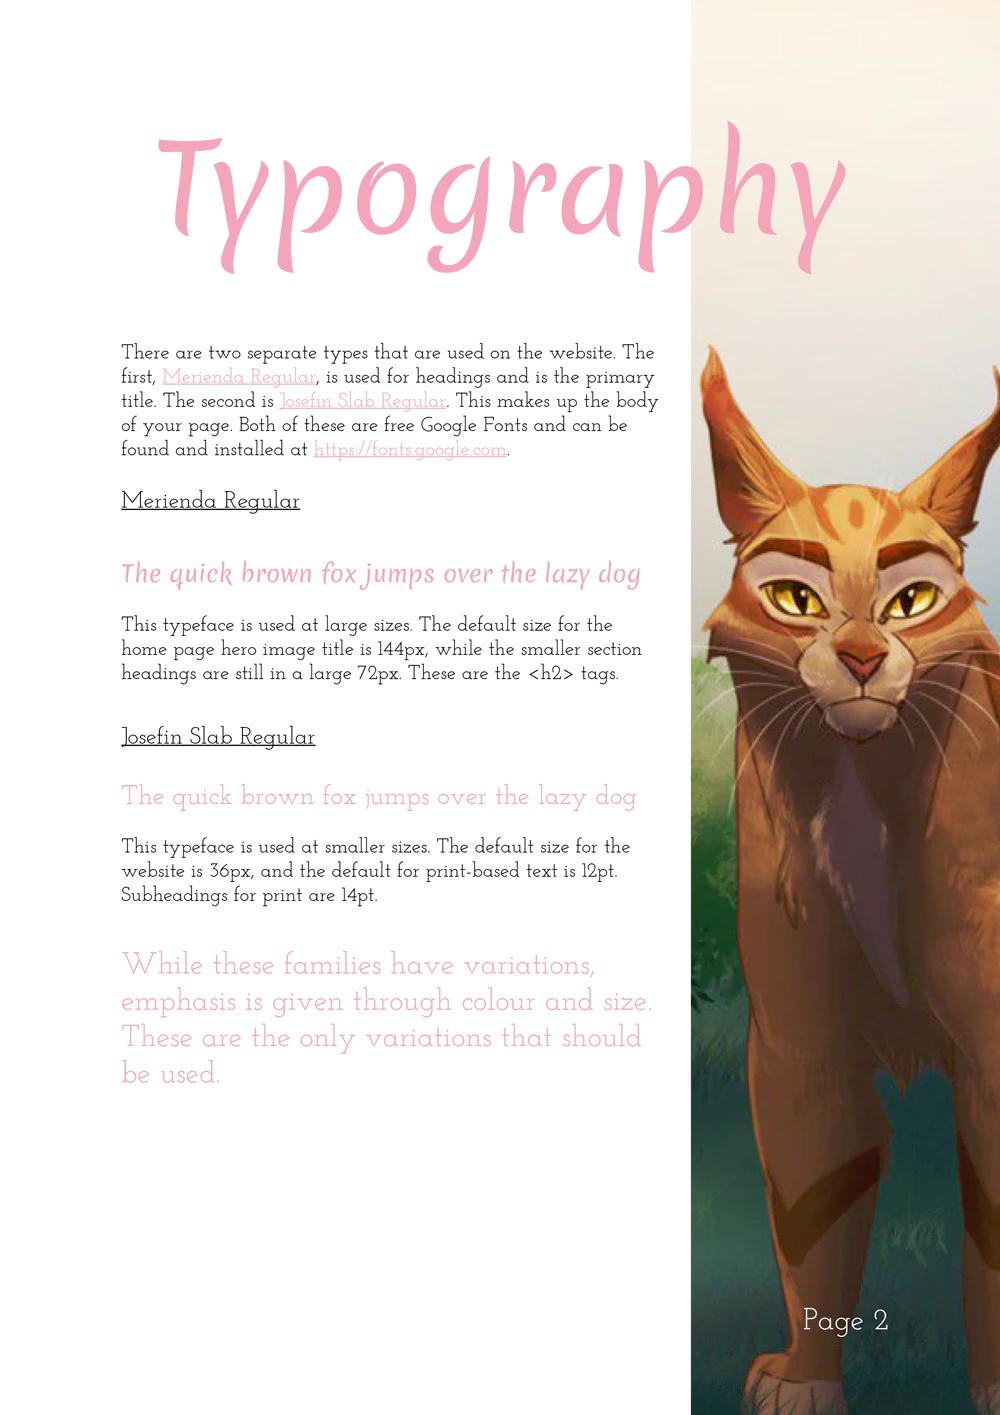 Typography
There are two separate types that are used on the website. The
first, Merienda Regular, is used for headings and is the primary
title. The second is Josefin Slab Regular. This makes up the body
of your page. Both of these are free Google Fonts and can be
found and installed at https://fonts.google.com.
Merienda Regular
The quick brown fox jumps over the lazy dog
This typeface is used at large sizes. The default size for the
home page hero image title is 144px, while the smaller section
headings are still in a large 72px. These are the <h2> tags.
Josefin Slab Regular
The quick brown fox jumps over the lazy dog
This typeface is used at smaller sizes. The default size for the
website is 36px, and the default for print-based text is 12pt.
Subheadings for print are 14pt.
While these families have variations,
emphasis is given through colour and size.
These are the only variations that should
be used.
Page 2